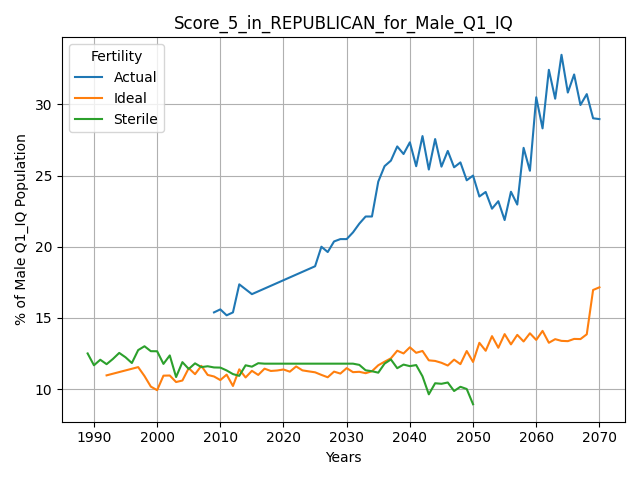 Score_5_in_REPUBLICAN_for_Male_Q1_IQ
Fertility
Actual
Ideal
Sterile
% of Male Q1_IQ Population
30
25
20
15
10
1990 2000 2010 2020 2030 2040 2050 2060 2070
Years